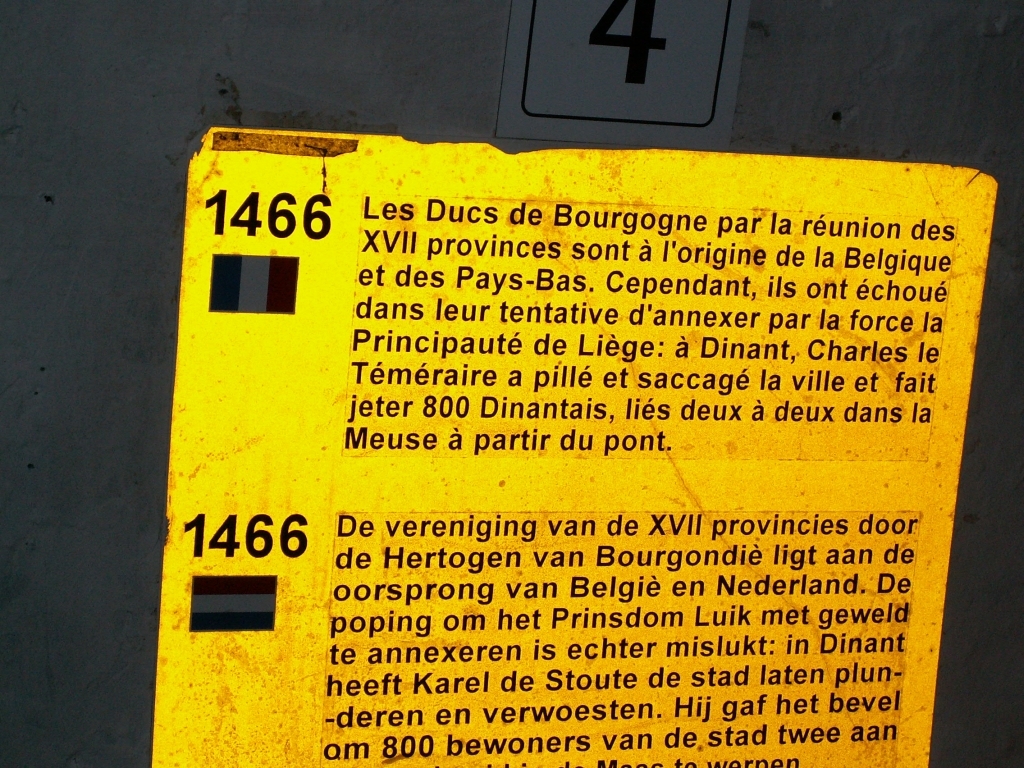 4
1466
Les Ducs de Bourgogne par la réunion des
XVII provinces sont à l'origine de la Belgique
et des Pays-Bas. Cependant, ils ont échoué
dans leur tentative d'annexer par la force la
Principauté de Liège: à Dinant, Charles le
Téméraire a pillé et saccagé la ville et fait
jeter 800 Dinantais, liés deux à deux dans la
Meuse à partir du pont.
1466
De vereniging van de XVII provincies door
de Hertogen van Bourgondiè ligt aan de
oorsprong van Belgiè en Nederland. De
poping om het Prinsdom Luik met geweld
te annexeren is echter mislukt: in Dinant
heeft Karel de Stoute de stad laten plun-
-deren en verwoesten. Hij gaf het bevel
om 800 bewoners van de stad twee aan
de Maas te werpen